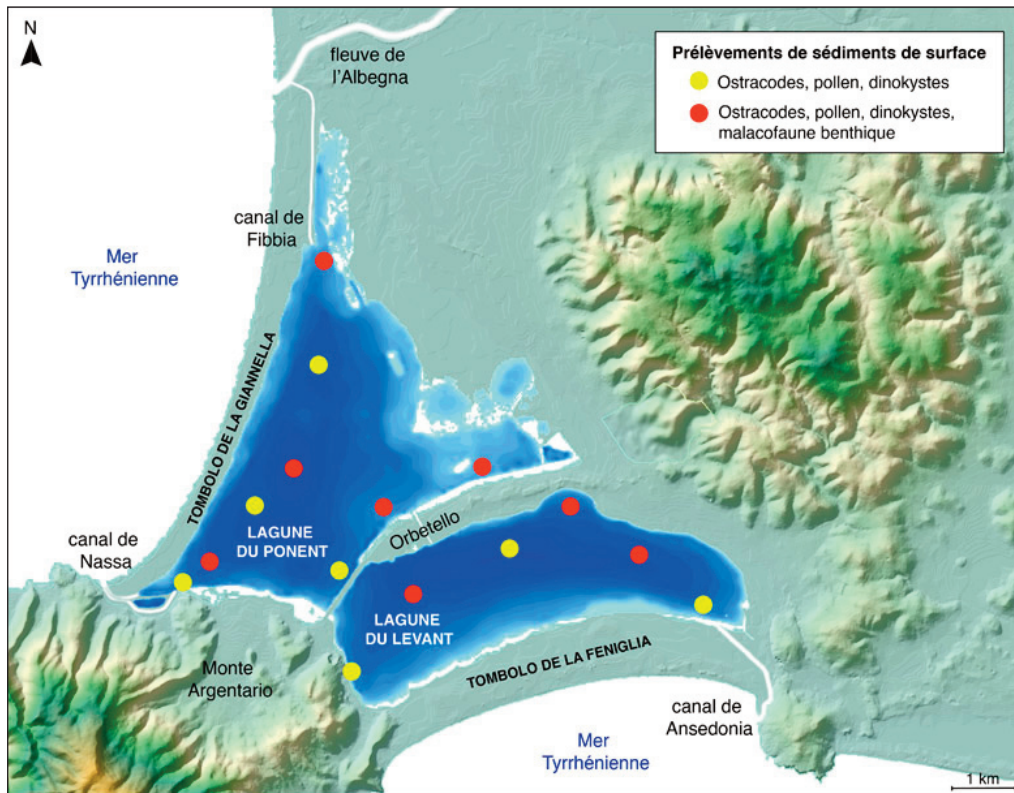 N
fleuve de
l'Albegna
Prélèvements de sédiments de surface
Ostracodes, pollen, dinokystes
Ostracodes, pollen, dinokystes,
malacofaune benthique
canal de
Fibbia
Mer
Tyrrhénienne
TOMBOLO DE LA GIANNELLA
canal de
Nassa
LAGUNE
DU PONENT
Orbetello
LAGUNE
DU LEVANT
Monte
Argentario
TOMBOLO DE LA FENIGLIA
canal de
Ansedonia
Mer
Tyrrhénienne
1 km